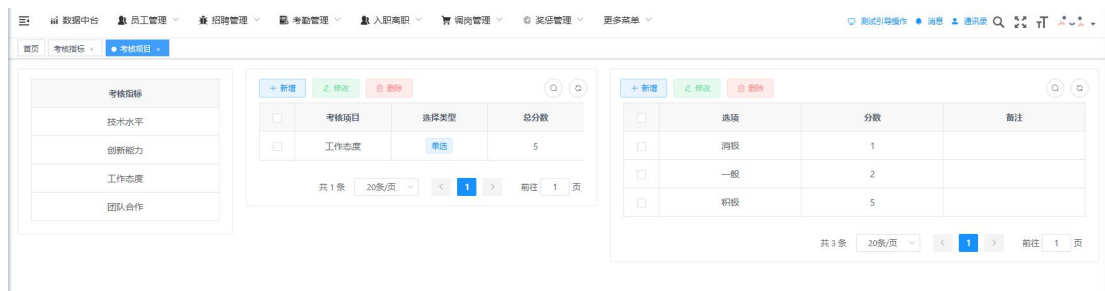 数据中台 员工管理 招聘管理 考勤管理 入职离职 调岗管理 奖惩管理 更多菜单 测试引导操作 消息 通讯录
首页 考核指标 × 考核项目 ×
考核指标
技术水平
创新能力
工作态度
团队合作
+ 新增 修改 删除
考核项目 选择类型 总分数
工作态度 单选 5
共 1 条 20条/页 < 1 > 前往 1 页
+ 新增 修改 删除
选项 分数 备注
消极 1
一般 2
积极 5
共 3 条 20条/页 < 1 > 前往 1 页